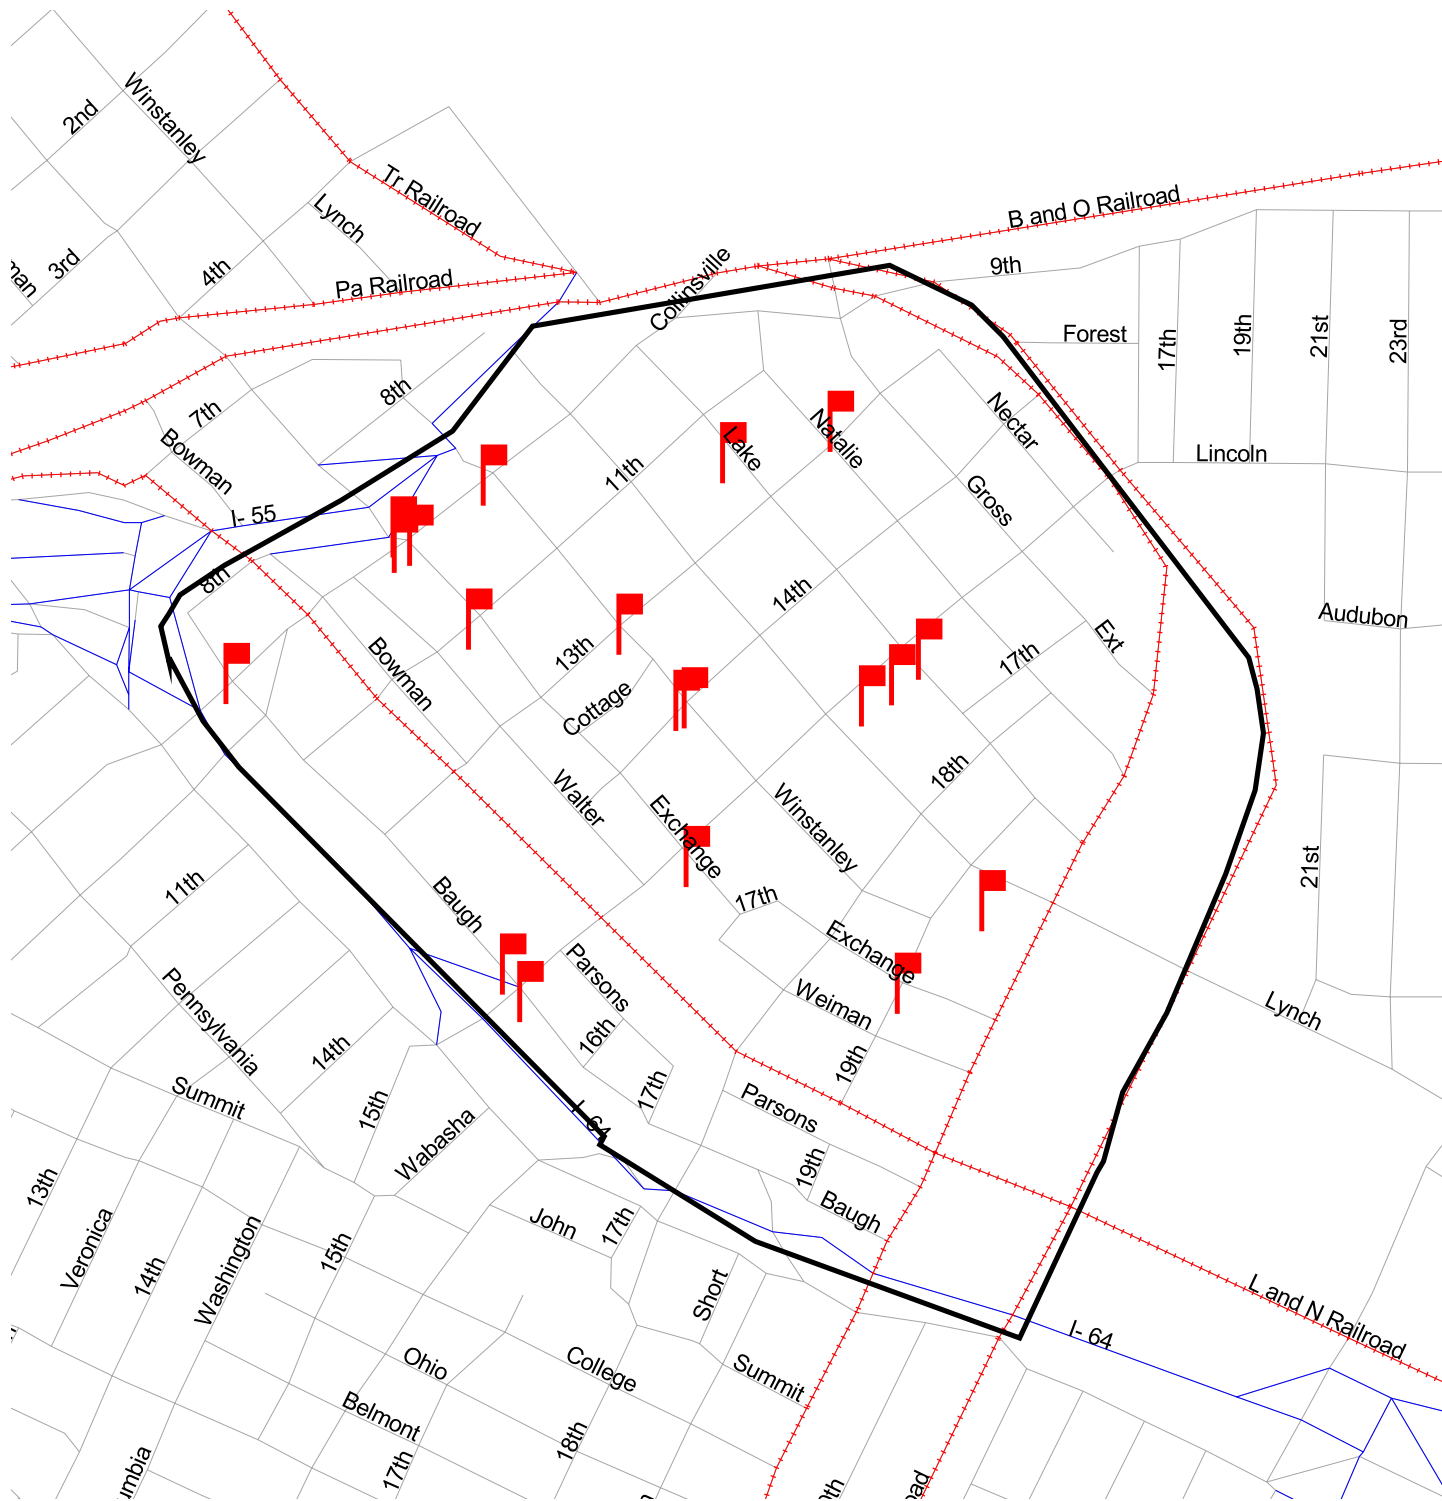 2nd
Winstanley
Tr Railroad
Lynch
3rd
4th
Pa Railroad
Collinsville
B and O Railroad
9th
Forest
17th
19th
21st
23rd
7th
8th
Bowman
11th
Lake
Natalie
Nectar
Gross
Lincoln
I- 55
8th
14th
Ext
Audubon
Bowman
13th
Cottage
17th
18th
Walter
Exchange
Winstanley
21st
11th
Baugh
17th
Exchange
Parsons
Weiman
Lynch
Pennsylvania
14th
16th
19th
Summit
15th
17th
I- 64
Parsons
Wabasha
13th
19th
Veronica
14th
Washington
15th
John
17th
Baugh
Short
L and N Railroad
I- 64
Ohio
College
Summit
Belmont
18th
17th